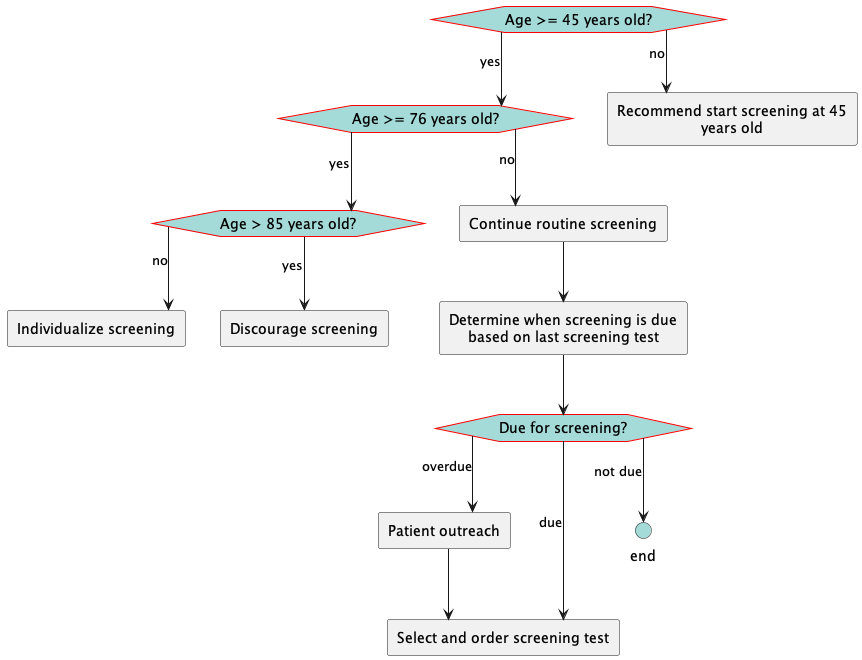 Age >= 45 years old?
yes
no
Recommend start screening at 45
years old
Age >= 76 years old?
yes
no
Age > 85 years old?
Continue routine screening
no
yes
Individualize screening
Discourage screening
Determine when screening is due
based on last screening test
Due for screening?
overdue
not due
due
Patient outreach
end
Select and order screening test